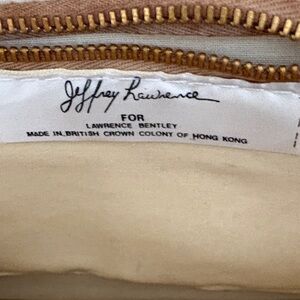 Jeffrey Lawrence
FOR
LAWRENCE BENTLEY
MADE IN BRITISH CROWN COLONY OF HONG KONG